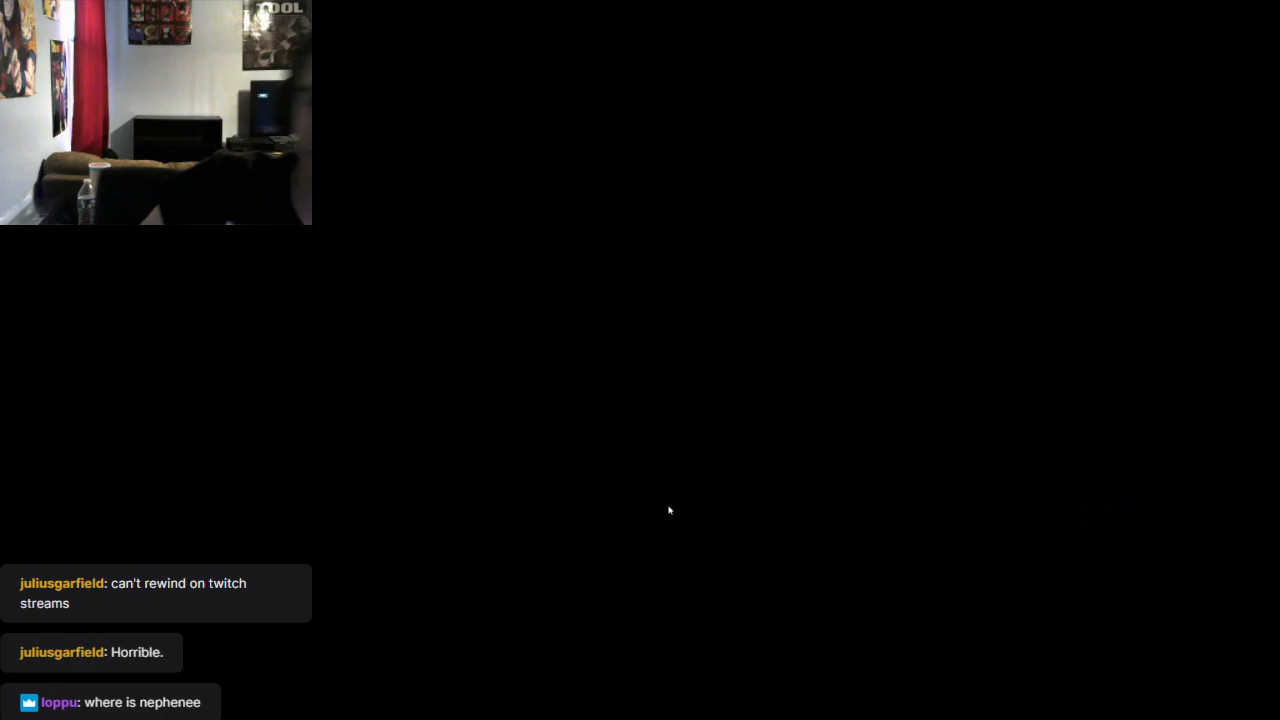 TOOL
juliusgarfield: can't rewind on twitch
streams
juliusgarfield: Horrible.
loppu: where is nephenee